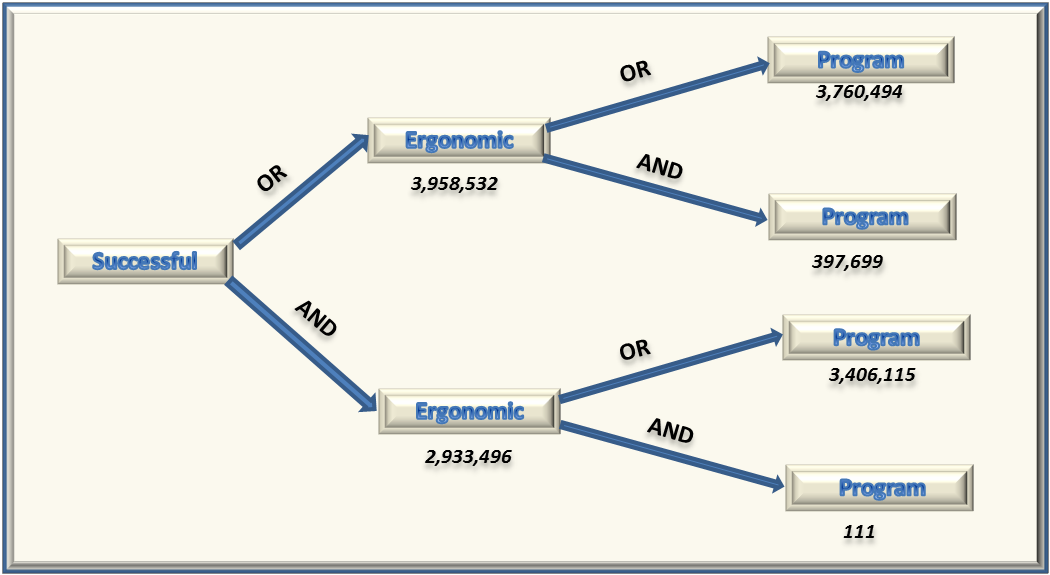 OR
Program
3,760,494
OR
Ergonomic
3,958,532
AND
Program
397,699
Successful
AND
OR
Program
3,406,115
Ergonomic
2,933,496
AND
Program
111